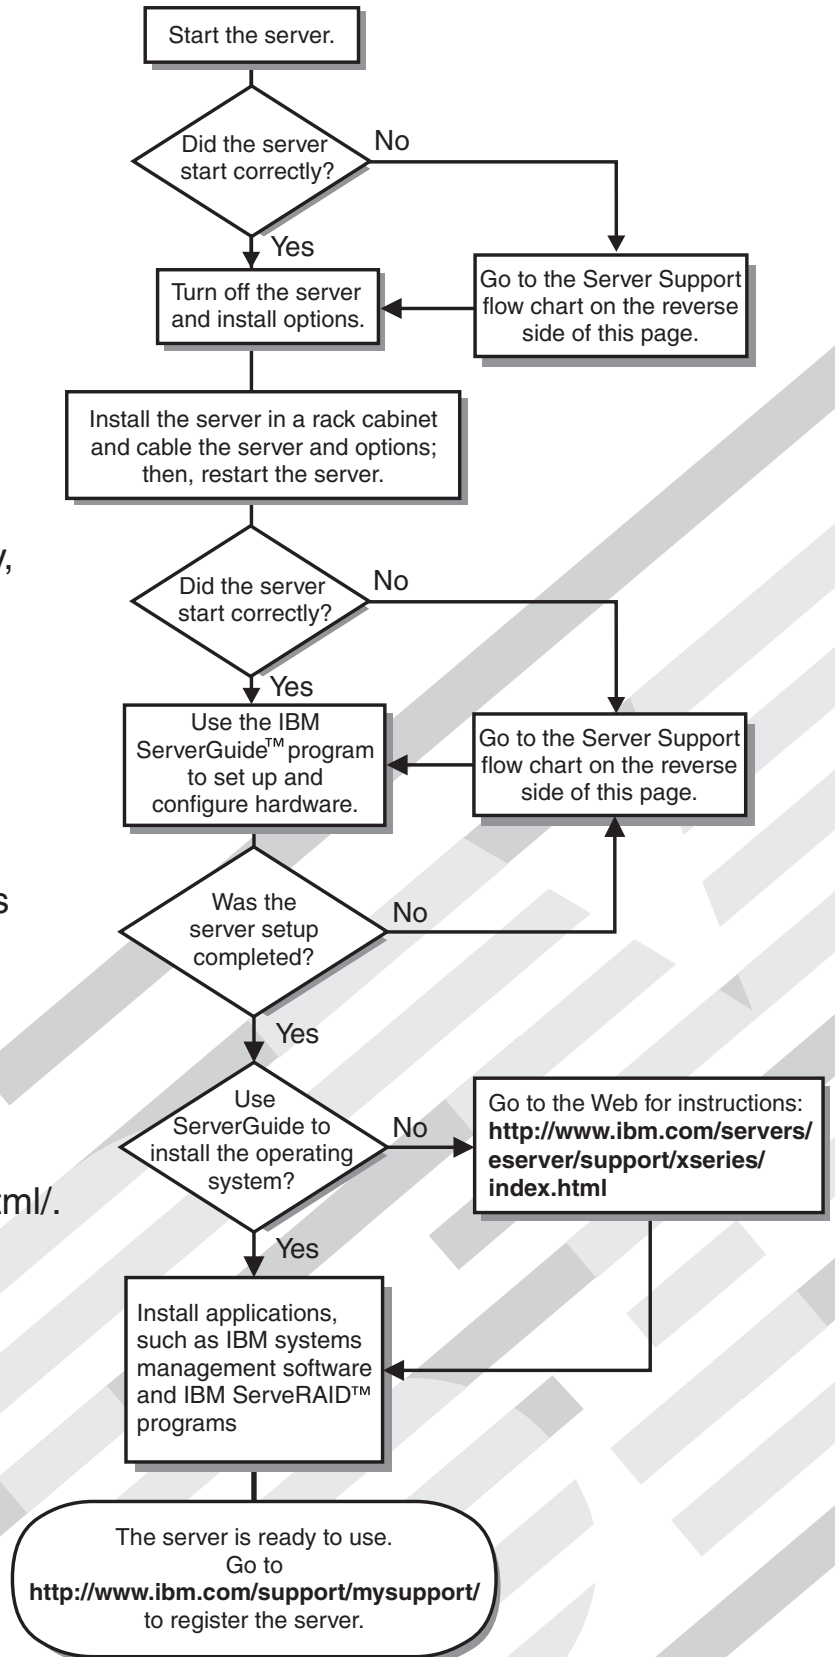 Start the server.
Did the server
start correctly?
No
Yes
Turn off the server
and install options.
Go to the Server Support
flow chart on the reverse
side of this page.
Install the server in a rack cabinet
and cable the server and options;
then, restart the server.
y,
Did the server
start correctly?
No
Yes
Use the IBM
ServerGuide™ program
to set up and
configure hardware.
Go to the Server Support
flow chart on the reverse
side of this page.
s
Was the
server setup
completed?
No
Yes
Use
ServerGuide to
install the operating
system?
No
Go to the Web for instructions:
http://www.ibm.com/servers/
eserver/support/xseries/
index.html
tml/.
Yes
Install applications,
such as IBM systems
management software
and IBM ServeRAID™
programs
The server is ready to use.
Go to
http://www.ibm.com/support/mysupport/
to register the server.